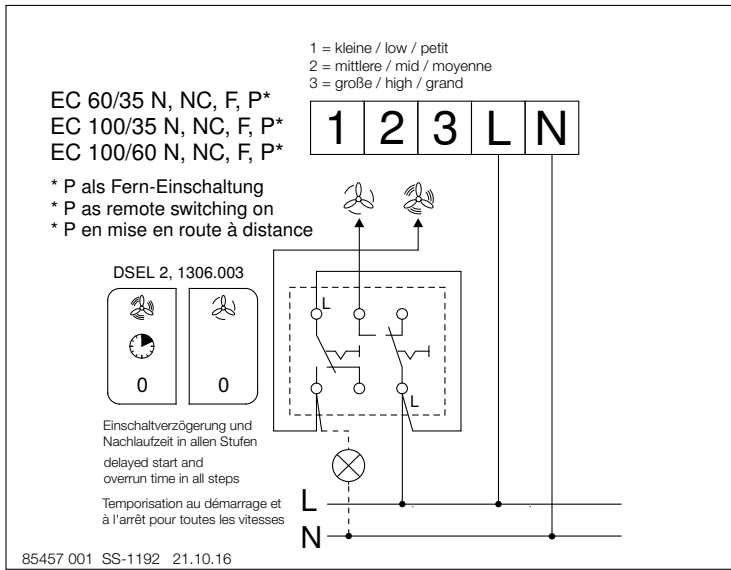 1 = kleine / low / petit
2 = mittlere / mid / moyenne
3 = große / high / grand
EC 60/35 N, NC, F, P*
EC 100/35 N, NC, F, P*
EC 100/60 N, NC, F, P*
1 2 3 L N
* P als Fern-Einschaltung
* P as remote switching on
* P en mise en route à distance
DSEL 2, 1306.003
L
0 0
L
Einschaltverzögerung und
Nachlaufzeit in allen Stufen
delayed start and
overrun time in all steps
Temporisation au démarrage et
à l'arrêt pour toutes les vitesses
L
N
85457 001 SS-1192 21.10.16